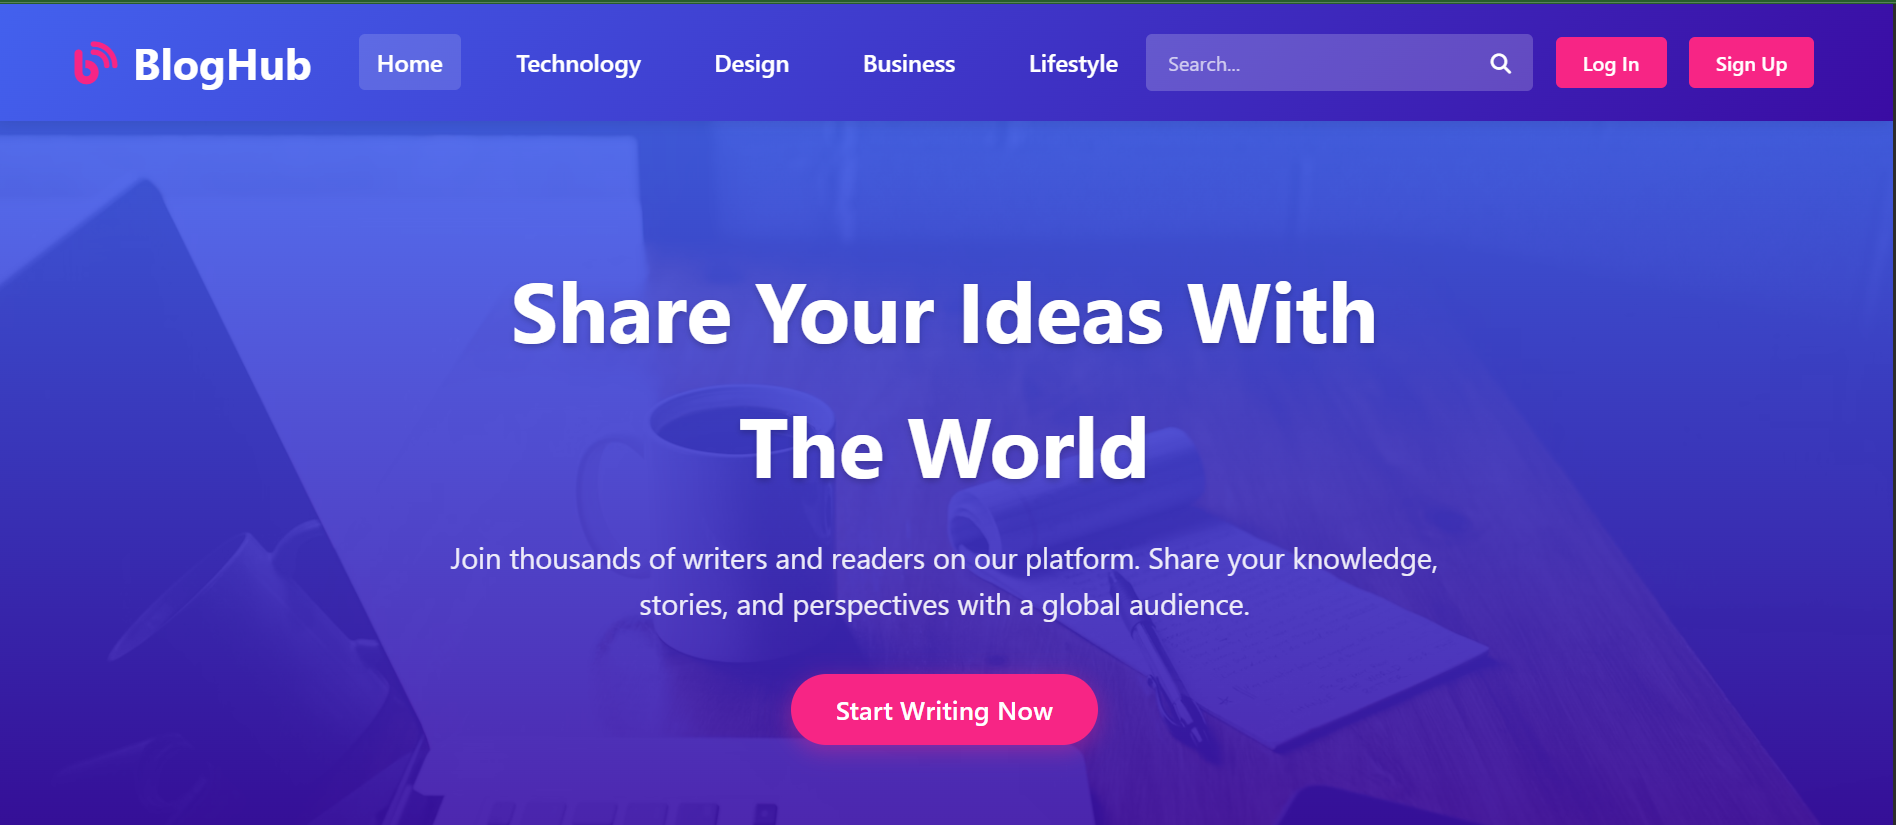 BlogHub Home Technology Design Business Lifestyle Search... Log In Sign Up
Share Your Ideas With
The World
Join thousands of writers and readers on our platform. Share your knowledge,
stories, and perspectives with a global audience.
Start Writing Now